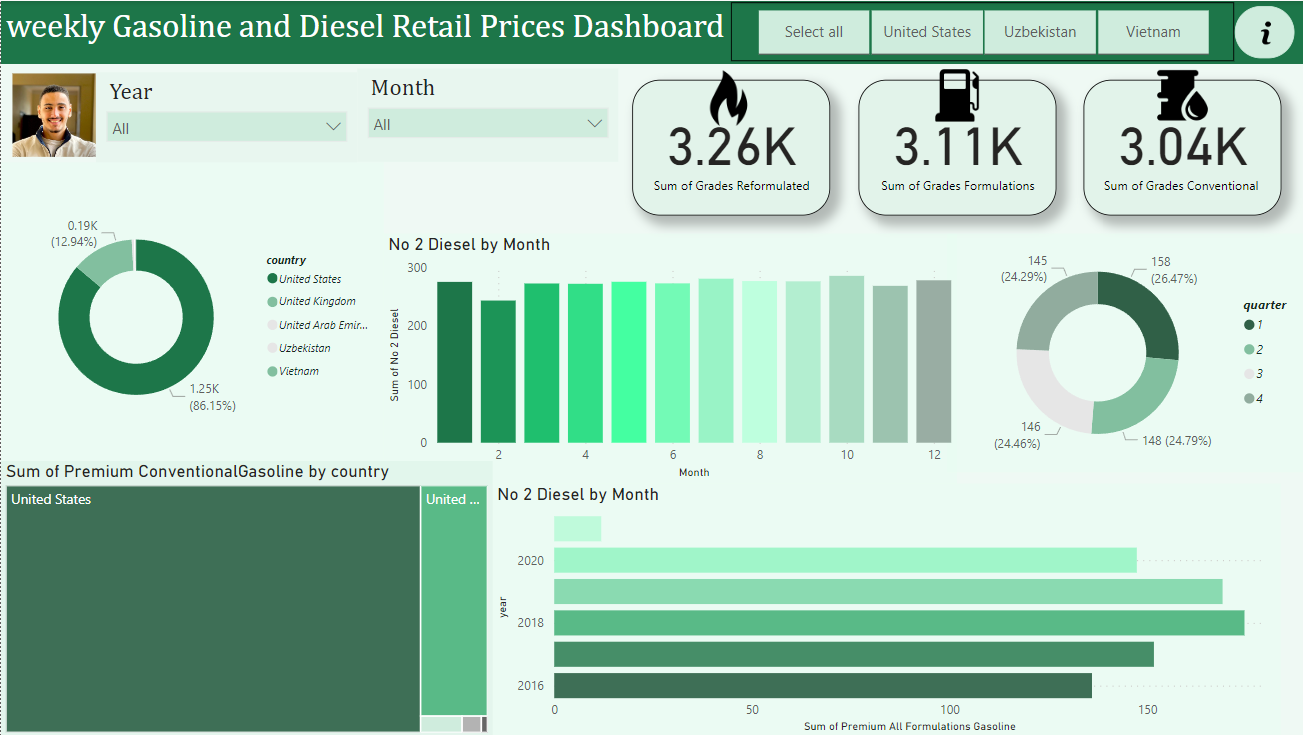 weekly Gasoline and Diesel Retail Prices Dashboard
Select all
United States
Uzbekistan
Vietnam
i
Year
All
Month
All
3.26K
Sum of Grades Reformulated
3.11K
Sum of Grades Formulations
3.04K
Sum of Grades Conventional
0.19K
(12.94%)
1.25K
(86.15%)
country
United States
United Kingdom
United Arab Emir...
Uzbekistan
Vietnam
No 2 Diesel by Month
Sum of No 2 Diesel
300
200
100
0
2
4
6
8
10
12
Month
145
(24.29%)
158
(26.47%)
146
(24.46%)
148 (24.79%)
quarter
1
2
3
4
Sum of Premium ConventionalGasoline by country
United States
United ...
No 2 Diesel by Month
year
2020
2018
2016
0
50
100
150
Sum of Premium All Formulations Gasoline